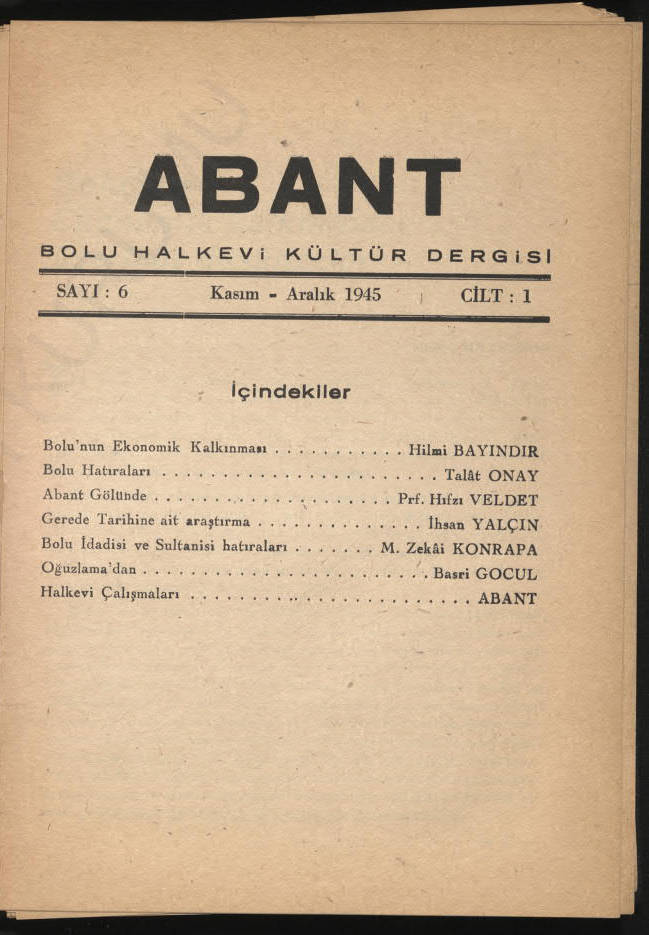 ABANT
BOLU HALKEVİ KÜLTÜR DERGİSİ
SAYI : 6 Kasım - Aralık 1945 CİLT : 1
İçindekiler
Bolu'nun Ekonomik Kalkınması . . . . . . . . . . . Hilmi BAYINDIR
Bolu Hatıraları . . . . . . . . . . . . . . . . . . . . . . . . Talât ONAY
Abant Gölünde . . . . . . . . . . . . . . . . . . . . . Prf. Hıfzı VELDET
Gerede Tarihine ait araştırma . . . . . . . . . . . . . . İhsan YALÇIN
Bolu İdadisi ve Sultanisi hatıraları . . . . . . . M. Zekâi KONRAPA
Oğuzlama'dan . . . . . . . . . . . . . . . . . . . . . . . . . Basri GOCUL
Halkevi Çalışmaları . . . . . . . . . . . . . . . . . . . . . . . . ABANT